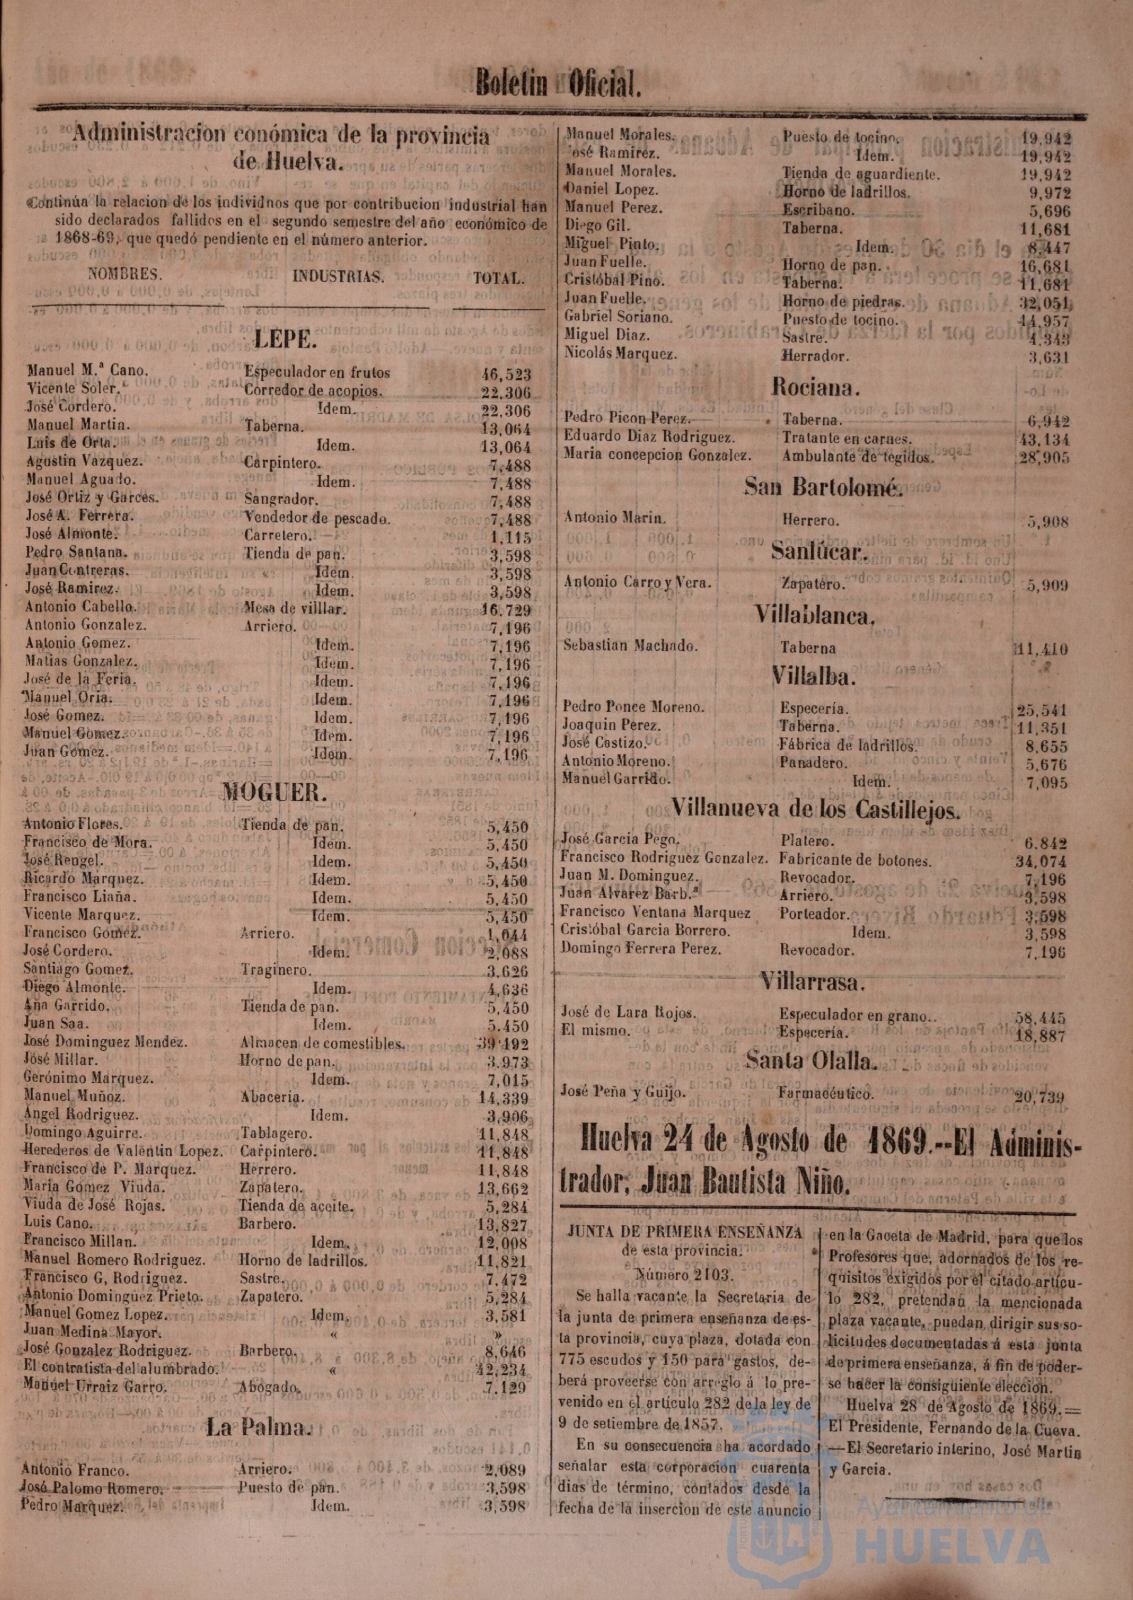 Boletin Oficial.
Administracion conómica de la provincia
de Huelva.
Continúa la relacion de los individnos que por contribucion industrial han
sido declarados fallidos en el segundo semestre del año económico de
1868-69, que quedó pendiente en el número anterior.
NOMBRES. INDUSTRIAS. TOTAL.
LEPE.
Manuel M.ª Cano. Especulador en frutos 46,523
Vicente Soler. Corredor de acopios. 22,306
José Cordero. Idem. 22,306
Manuel Martin. Taberna. 13,064
Luis de Orta. Idem. 13,064
Agustin Vazquez. Carpintero. 7,488
Manuel Aguado. Idem. 7,488
José Ortiz y Garcés. Sangrador. 7,488
José A. Ferrera. Vendedor de pescado. 7,488
José Almonte. Carretero. 1,115
Pedro Santana. Tienda de pan. 3,598
Juan Contreras. Idem. 3,598
José Ramirez. Idem. 3,598
Antonio Cabello. Mesa de villlar. 16.729
Antonio Gonzalez. Arriero. 7,196
Antonio Gomez. Idem. 7,196
Matias Gonzalez. Idem. 7,196
José de la Feria. Idem. 7,196
Manuel Oria. Idem. 7,196
José Gomez. Idem. 7,196
Manuel Gomez. Idem. 7,196
Juan Gomez. Idem. 7,196
MOGUER.
Antonio Flores. Tienda de pan. 5,450
Francisco de Mora. Idem. 5,450
José Rengel. Idem. 5,450
Ricardo Marquez. Idem. 5,450
Francisco Liaña. Idem. 5,450
Vicente Marquez. Idem. 5,450
Francisco Gomez. Arriero. 1,044
José Cordero. Idem. 2,088
Santiago Gomez. Traginero. 3.626
Diego Almonte. Idem. 4,636
Aña Garrido. Tienda de pan. 5,450
Juan Saa. Idem. 5.450
José Dominguez Mendez. Almacen de comestibles. 39 492
José Millar. Horno de pan. 3,973
Gerónimo Marquez. Idem. 7,015
Manuel Muñoz. Abaceria. 14,339
Angel Rodriguez. Idem. 3,906
Domingo Aguirre. Tablagero. 11,848
Herederos de Valentin Lopez. Carpintero. 11,848
Francisco de P. Marquez. Herrero. 11,848
Maria Gomez Viuda. Zapatero. 13,662
Viuda de José Rojas. Tienda de aceite. 5,284
Luis Cano. Barbero. 13,827
Francisco Millan. Idem. 12,008
Manuel Romero Rodriguez. Horno de ladrillos. 11,821
Francisco G, Rodriguez. Sastre. 7,472
Antonio Dominguez Prieto. Zapatero. 5,284
Manuel Gomez Lopez. Idem. 3,581
Juan Medina Mayor. « »
José Gonzalez Rodriguez. Barbero. 8,646
El contratista del alumbrado. « 42,234
Manuel Urraiz Garro. Abogado. 7.129
La Palma.
Antonio Franco. Arriero. 2,089
José Palomo Romero. Puesto de pan. 3,598
Pedro Marquez. Idem. 3,598
Manuel Morales. Puesto de tocino. 19,942
José Ramirez. Idem. 19,942
Manuel Morales. Tienda de aguardiente. 19,942
Daniel Lopez. Horno de ladrillos. 9,972
Manuel Perez. Escribano. 5,696
Diego Gil. Taberna. 11,681
Miguel Pinto. Idem. 8,447
Juan Fuelle. Horno de pan. 16,681
Cristóbal Pino. Taberna. 11,681
Juan Fuelle. Horno de piedras. 32,051
Gabriel Soriano. Puesto de tocino. 14,957
Miguel Diaz. Sastre. 4,343
Nicolás Marquez. Herrador. 3,631
Rociana.
Pedro Picon Perez. Taberna. 6,942
Eduardo Diaz Rodriguez. Tratante en carnes. 43,134
Maria concepcion Gonzalez. Ambulante de tegidos. 28,905
San Bartolomé.
Antonio Marin. Herrero. 5,908
Sanlúcar.
Antonio Carro y Vera. Zapatero. 5,909
Villablanca.
Sebastian Machado. Taberna 11,410
Villalba.
Pedro Ponce Moreno. Especería. 25,541
Joaquin Perez. Taberna. 11,351
José Castizo. Fábrica de ladrillos. 8,655
Antonio Moreno. Panadero. 5,676
Manuel Garrido. Idem. 7,095
Villanueva de los Castillejos.
José Garcia Pego. Platero. 6.842
Francisco Rodriguez Gonzalez. Fabricante de botones. 34,074
Juan M. Dominguez. Revocador. 7,196
Juan Alvarez Barb.ª Arriero. 3,598
Francisco Ventana Marquez Porteador. 3,598
Cristóbal Garcia Borrero. Idem. 3,598
Domingo Ferrera Perez. Revocador. 7,196
Villarrasa.
José de Lara Rojos. Especulador en grano.. 58,445
El mismo. Especería. 18,887
Santa Olalla.
José Peña y Guijo. Farmacéutico. 20,739
Huelva 24 de Agosto de 1869.--El Adminis-
trador, Juan Bautista Niño.
JUNTA DE PRIMERA ENSEÑANZA
de esta provincia.
Número 2103.
Se halla vacante la Secretaria de
la junta de primera enseñanza de es-
ta provincia, cuya plaza, dotada con
775 escudos y 150 para gastos, de-
berá proveerse con arreglo á lo pre-
venido en el artículo 282 de la ley de
9 de setiembre de 1857.
En su consecuencia ha acordado
señalar esta corporacion cuarenta
dias de término, contados desde la
fecha de la insercion de este anuncio
en la Gaceta de Madrid, para que los
Profesores que, adornados de los re-
quisitos exigidos por el citado articu-
lo 282, pretendan la mencionada
plaza vacante, puedan dirigir sus so-
licitudes documentadas á esta junta
de primera enseñanza, á fin de poder-
se hacer la consiguiente eleccion.
Huelva 28 de Agosto de 1869.=
El Presidente, Fernando de la Cueva.
—El Secretario interino, José Martin
y Garcia.
Ayuntamiento de
HUELVA